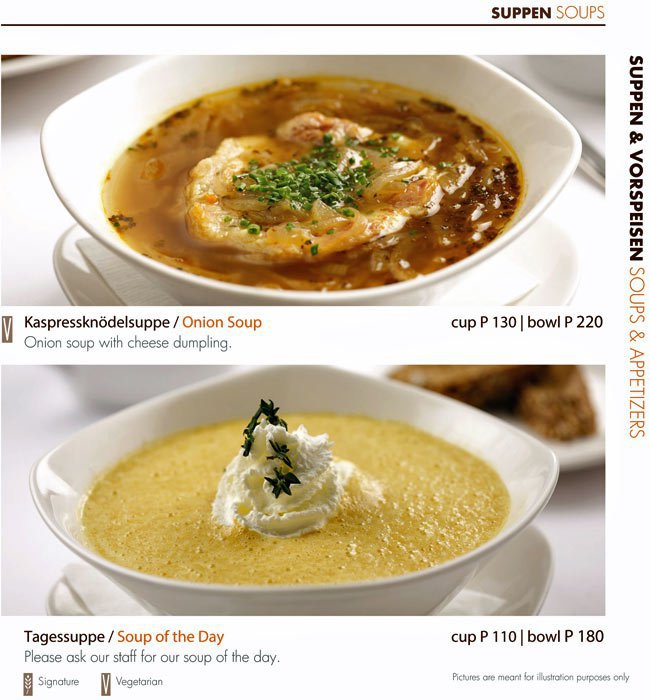 SUPPEN SOUPS
SUPPEN & VORSPEISEN SOUPS & APPETIZERS
Kaspressknödelsuppe / Onion Soup cup P 130 | bowl P 220
Onion soup with cheese dumpling.
Tagessuppe / Soup of the Day cup P 110 | bowl P 180
Please ask our staff for our soup of the day.
Signature V Vegetarian Pictures are meant for illustration purposes only